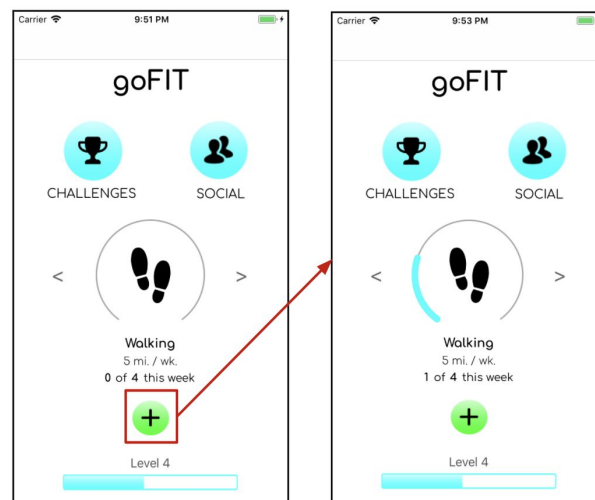 Carrier 9:51 PM
goFIT
CHALLENGES SOCIAL
< >
Walking
5 mi. / wk.
0 of 4 this week
+
Level 4
Carrier 9:53 PM
goFIT
CHALLENGES SOCIAL
< >
Walking
5 mi. / wk.
1 of 4 this week
+
Level 4